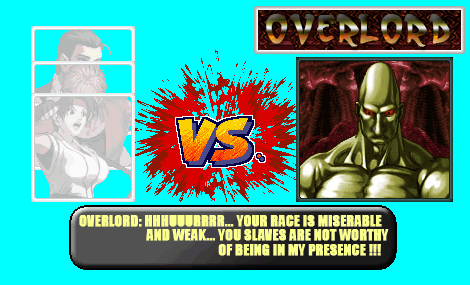 OVERLORD
VS.
OVERLORD: HHHUUURRRR... YOUR RACE IS MISERABLE
AND WEAK... YOU SLAVES ARE NOT WORTHY
OF BEING IN MY PRESENCE !!!